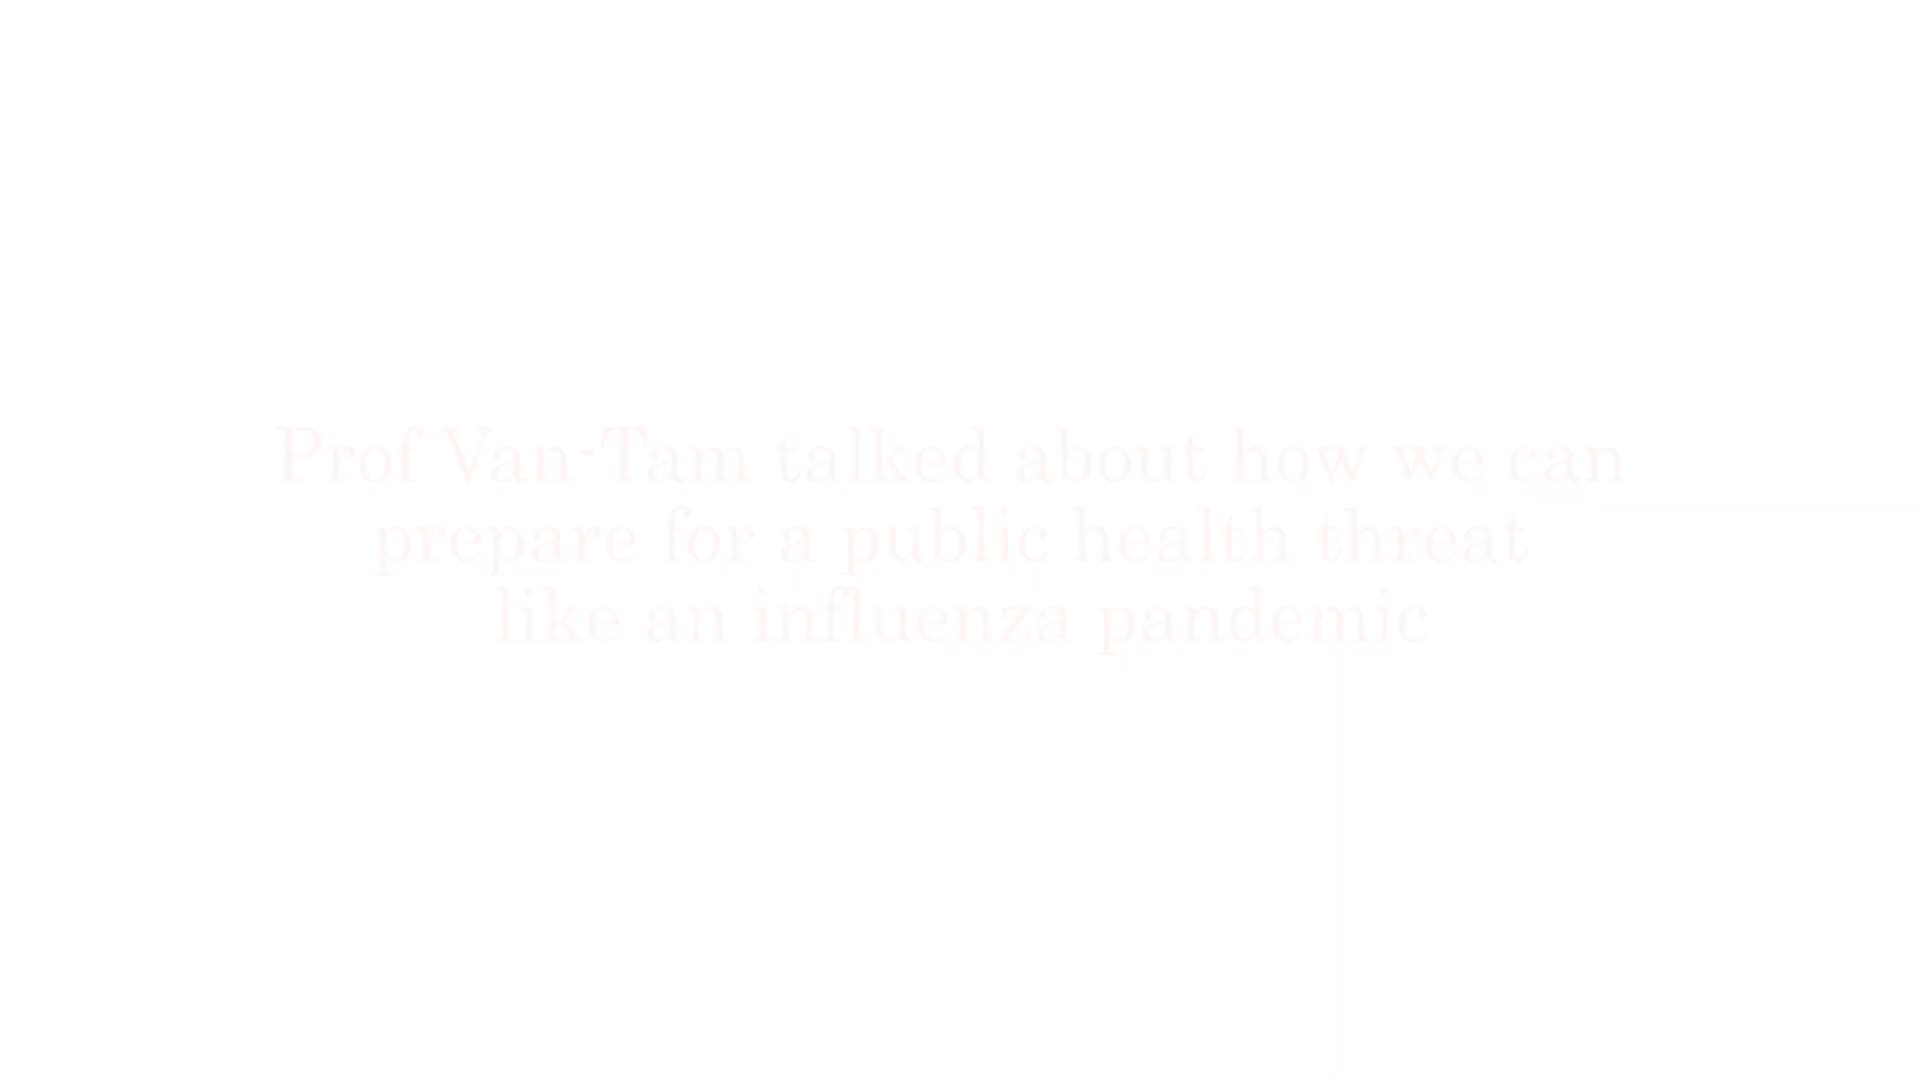 Prof Van-Tam talked about how we can
prepare for a public health threat
like an influenza pandemic